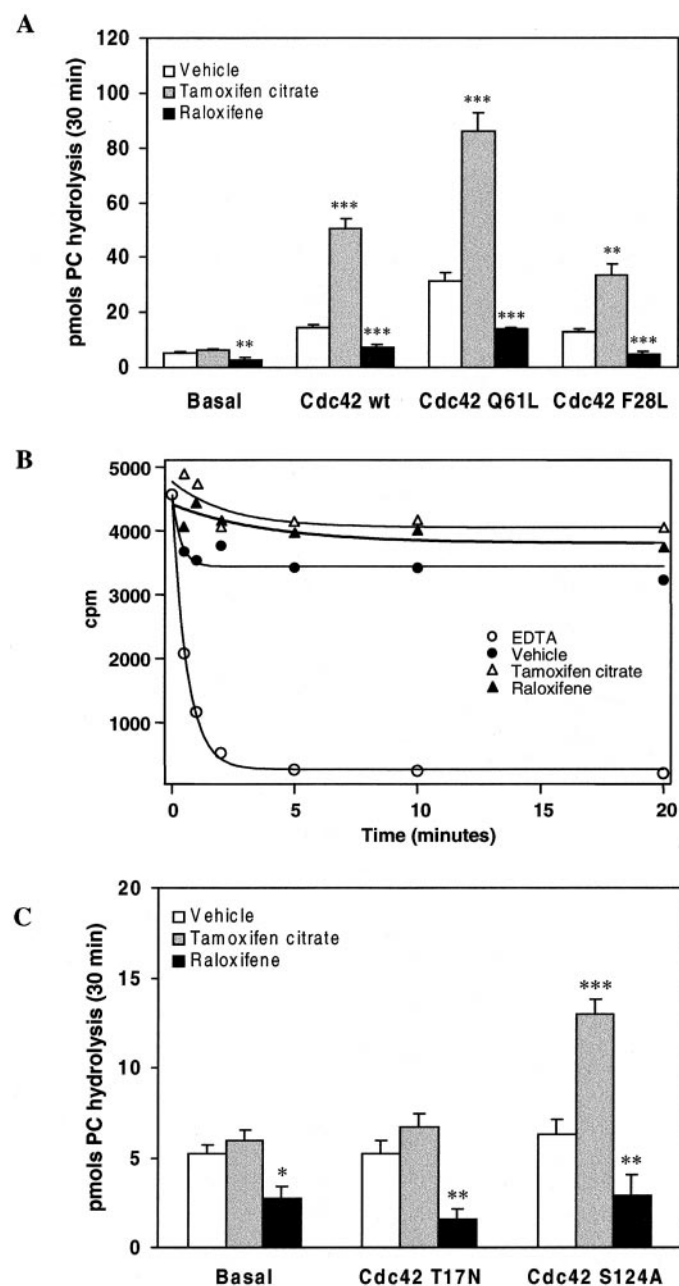 A
pmols PC hydrolysis (30 min)
120
100
80
60
40
20
0
Vehicle
Tamoxifen citrate
Raloxifene
**
***
***
***
***
**
***
Basal
Cdc42 wt
Cdc42 Q61L
Cdc42 F28L
B
cpm
5000
4000
3000
2000
1000
EDTA
Vehicle
Tamoxifen citrate
Raloxifene
0
5
10
15
20
Time (minutes)
C
pmols PC hydrolysis (30 min)
20
15
10
5
0
Vehicle
Tamoxifen citrate
Raloxifene
*
**
***
**
Basal
Cdc42 T17N
Cdc42 S124A